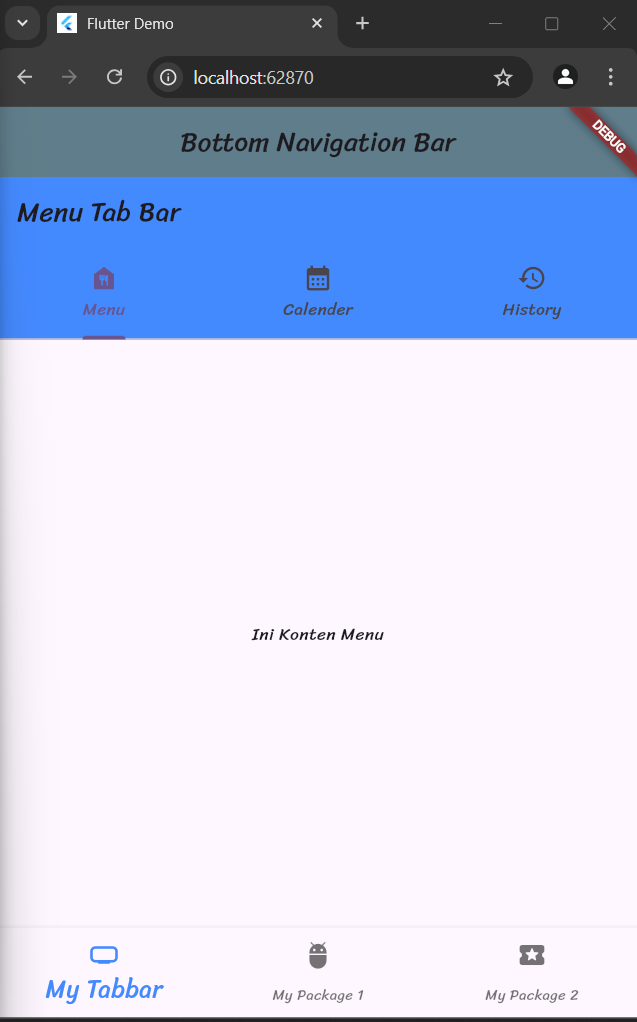 Flutter Demo
localhost:62870
DEBUG
Bottom Navigation Bar
Menu Tab Bar
Menu
Calender
History
Ini Konten Menu
My Tabbar
My Package 1
My Package 2